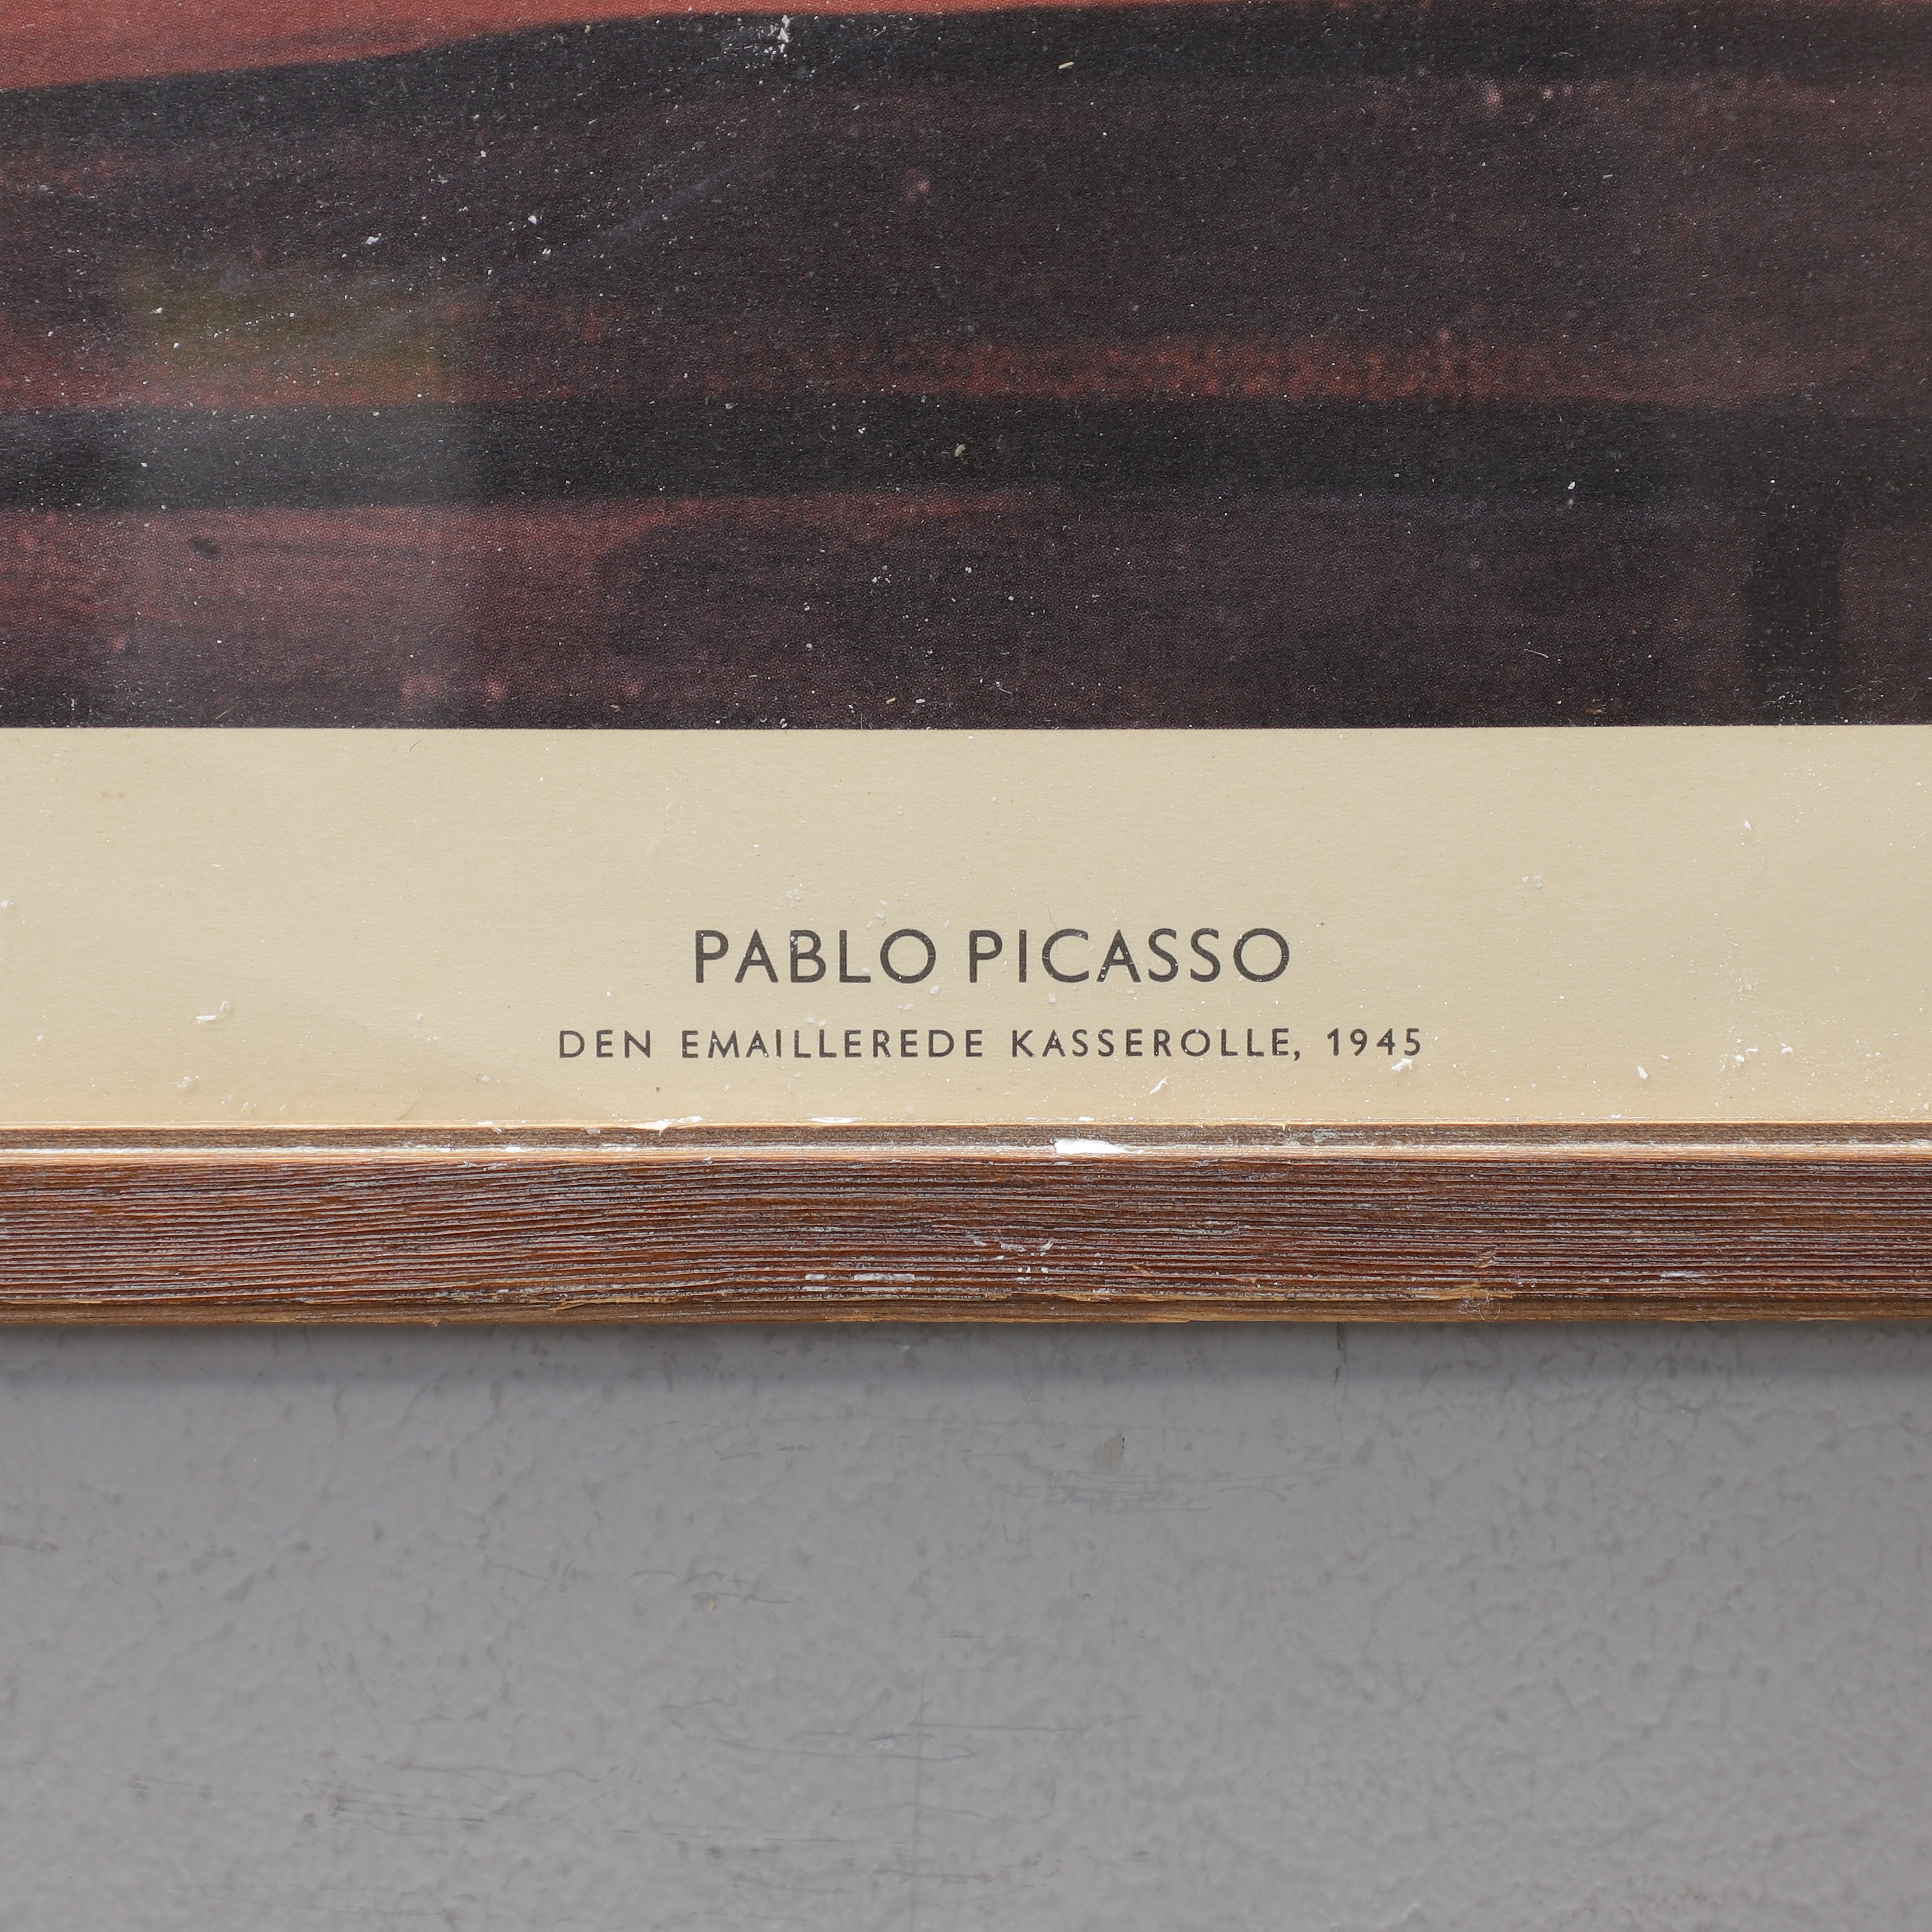 PABLO PICASSO
DEN EMAILLEREDE KASSEROLLE, 1945